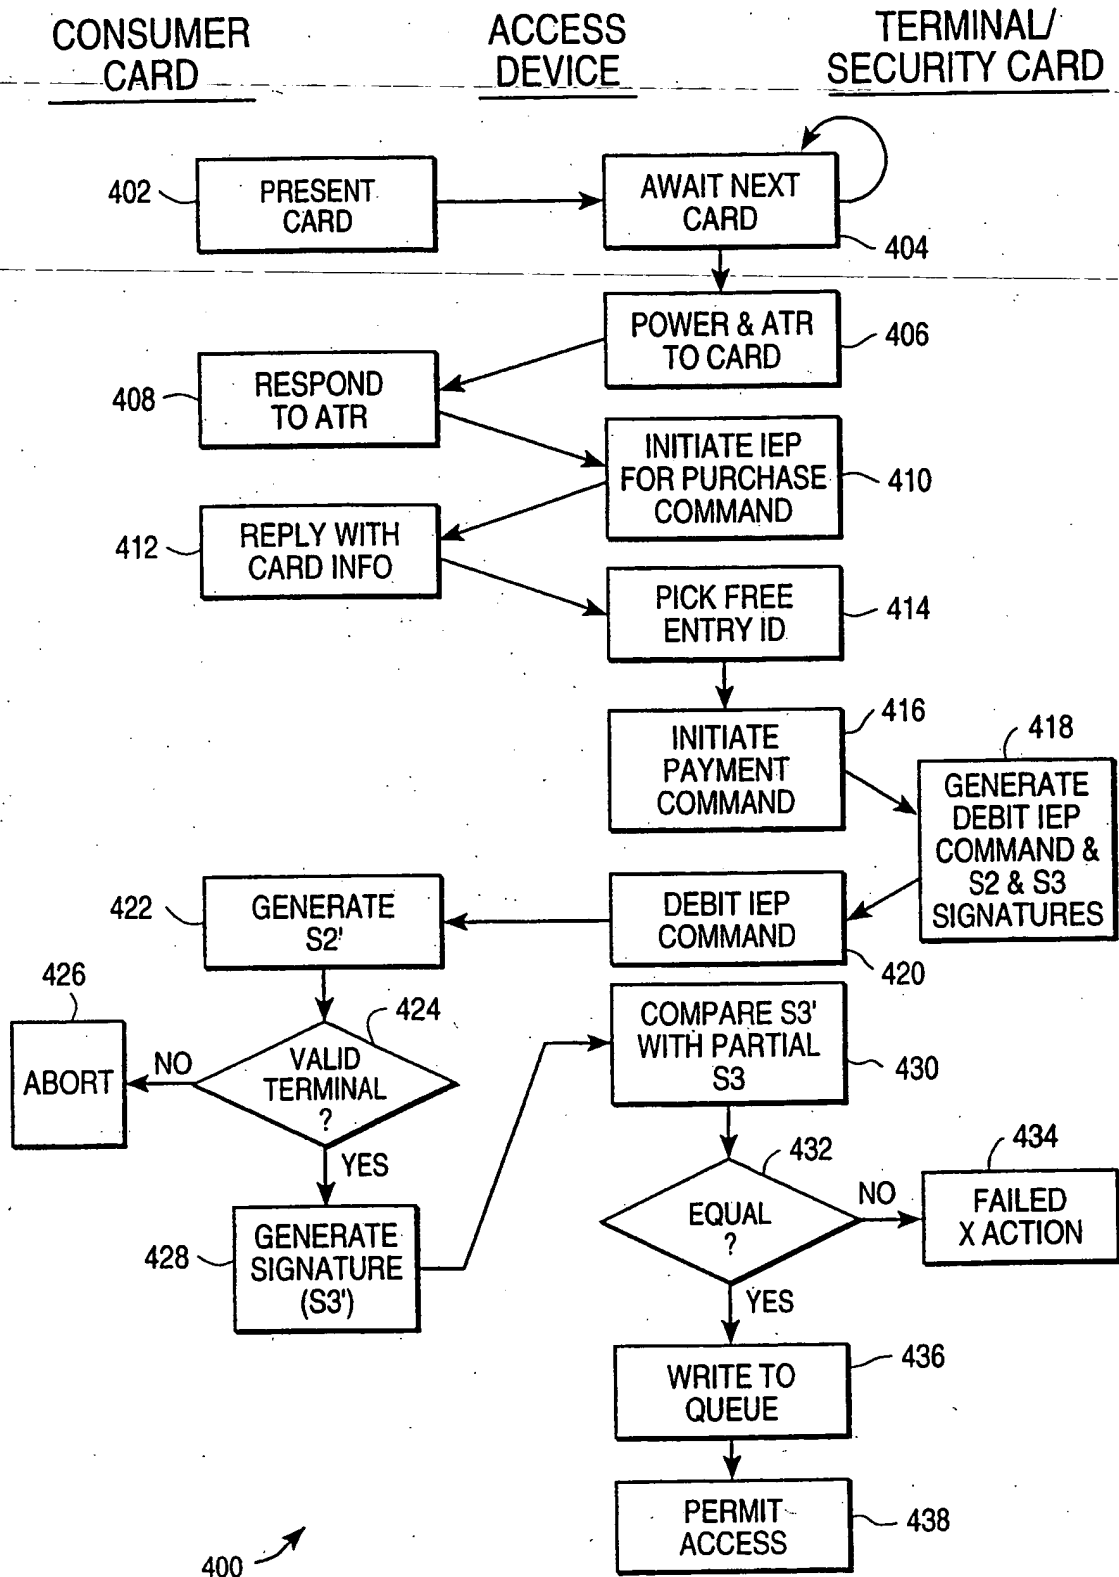 CONSUMER
CARD
ACCESS
DEVICE
TERMINAL/
SECURITY CARD
402
PRESENT
CARD
AWAIT NEXT
CARD
404
POWER & ATR
TO CARD
406
408
RESPOND
TO ATR
INITIATE IEP
FOR PURCHASE
COMMAND
410
412
REPLY WITH
CARD INFO
PICK FREE
ENTRY ID
414
416
INITIATE
PAYMENT
COMMAND
418
GENERATE
DEBIT IEP
COMMAND &
S2 & S3
SIGNATURES
422
GENERATE
S2'
DEBIT IEP
COMMAND
420
426
ABORT
NO
424
VALID
TERMINAL
?
YES
COMPARE S3'
WITH PARTIAL
S3
430
428
GENERATE
SIGNATURE
(S3')
432
EQUAL
?
NO
434
FAILED
X ACTION
YES
WRITE TO
QUEUE
436
PERMIT
ACCESS
438
400